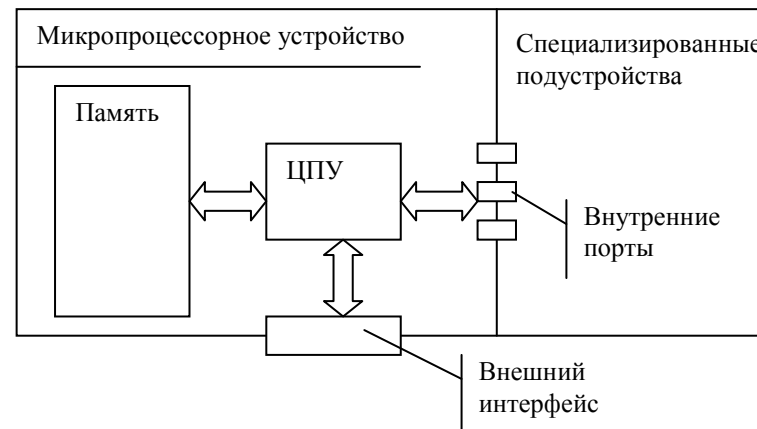 Микропроцессорное устройство
Специализированные
подустройства
Память
ЦПУ
Внутренние
порты
Внешний
интерфейс